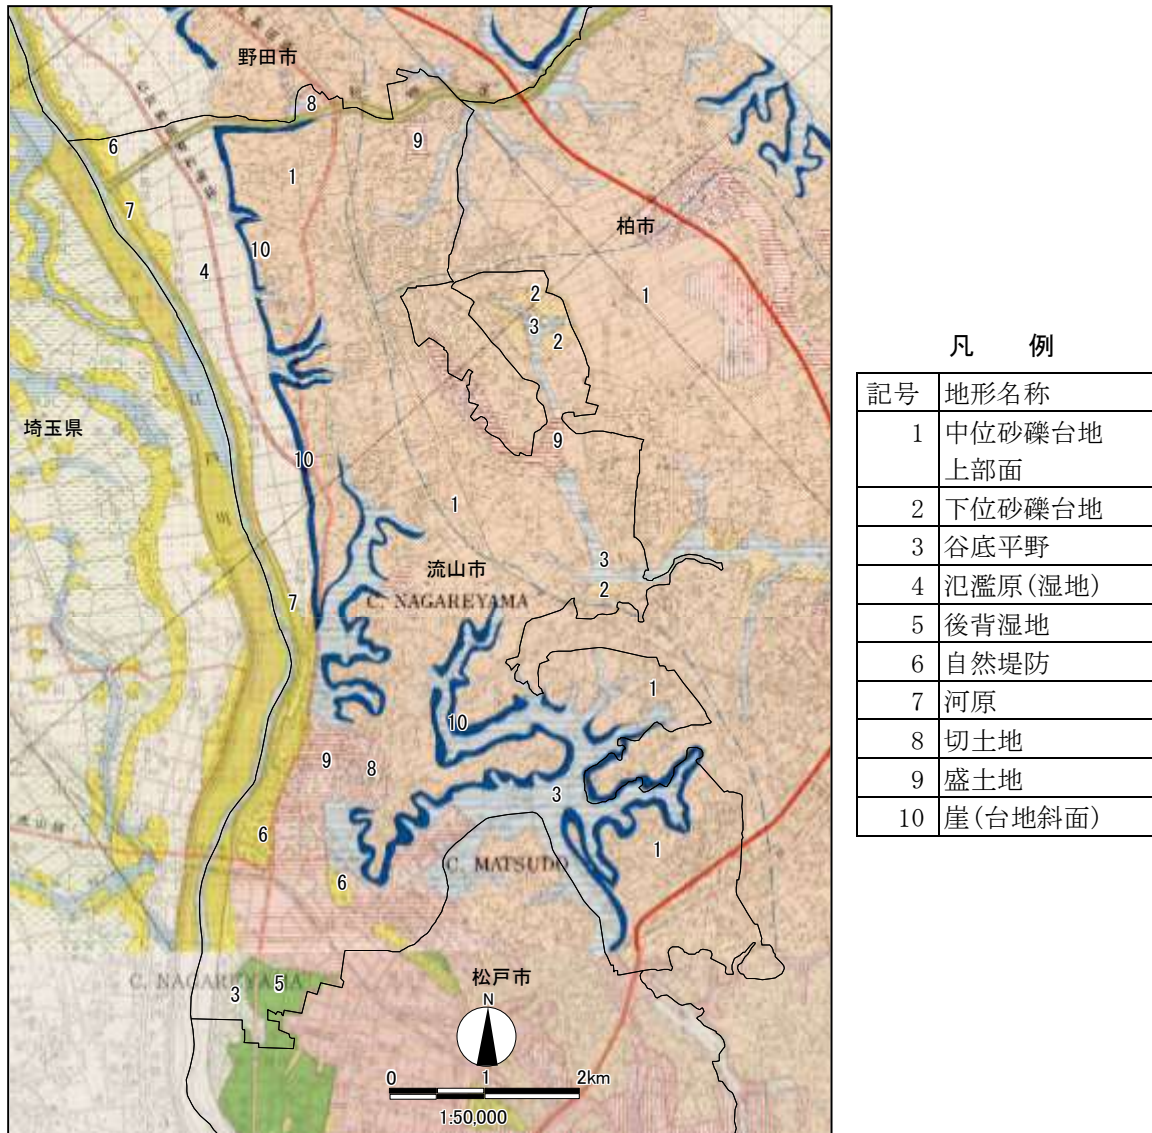 野田市
8
6
9
1
7
柏市
10
4
1
2
3
2
埼玉県
9
10
1
3
流山市
2
7
C. NAGAREYAMA
1
10
9
8
3
6
1
C. MATSUDO
6
松戸市
C. NAGAREYAMA
5
3
N
0 1 2km
1:50,000
凡 例
記号 地形名称
1 中位砂礫台地
上部面
2 下位砂礫台地
3 谷底平野
4 氾濫原(湿地)
5 後背湿地
6 自然堤防
7 河原
8 切土地
9 盛土地
10 崖(台地斜面)